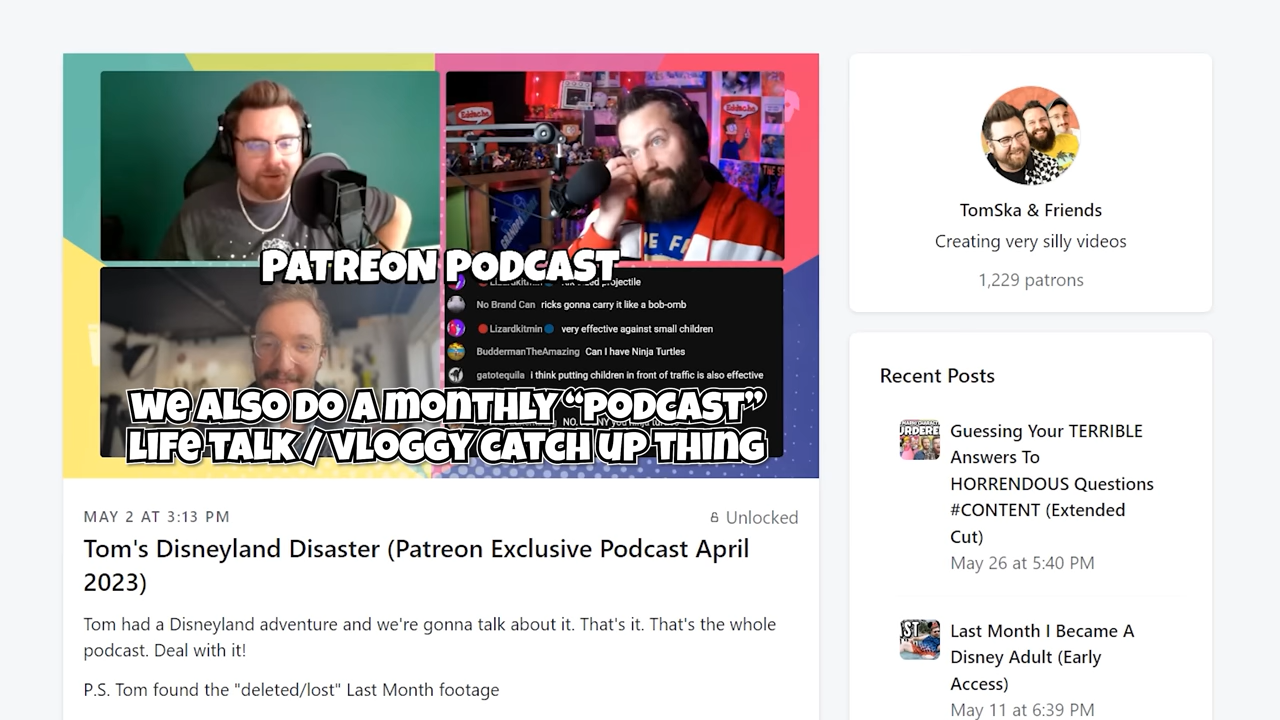 Eddache
PATREON PODCAST
projectile
No Brand Can ricks gonna carry it like a bob-omb
Lizardkitmin very effective against small children
BuddermanTheAmazing Can I have Ninja Turtles
gatotequila i think putting children in front of traffic is also effective
We ALSO DO A MONTHLY “PODCAST”
LIFE TALK / VLOGGY CATCH UP THING
MAY 2 AT 3:13 PM
Unlocked
Tom's Disneyland Disaster (Patreon Exclusive Podcast April
2023)
Tom had a Disneyland adventure and we're gonna talk about it. That's it. That's the whole
podcast. Deal with it!
P.S. Tom found the "deleted/lost" Last Month footage
TomSka & Friends
Creating very silly videos
1,229 patrons
Recent Posts
Guessing Your TERRIBLE
Answers To
HORRENDOUS Questions
#CONTENT (Extended
Cut)
May 26 at 5:40 PM
Last Month I Became A
Disney Adult (Early
Access)
May 11 at 6:39 PM